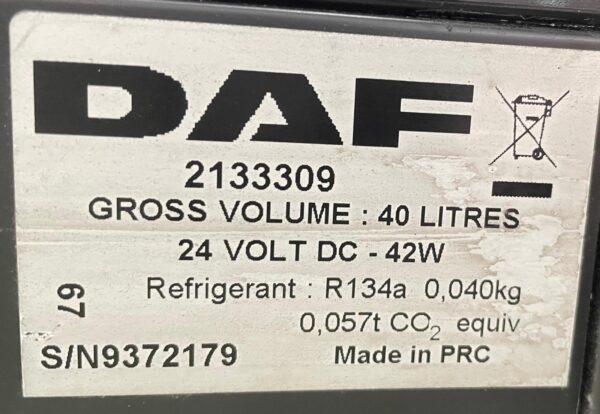 DAF
2133309
GROSS VOLUME : 40 LITRES
24 VOLT DC - 42W
Refrigerant : R134a 0,040kg
0,057t CO₂ equiv
67
S/N9372179 Made in PRC